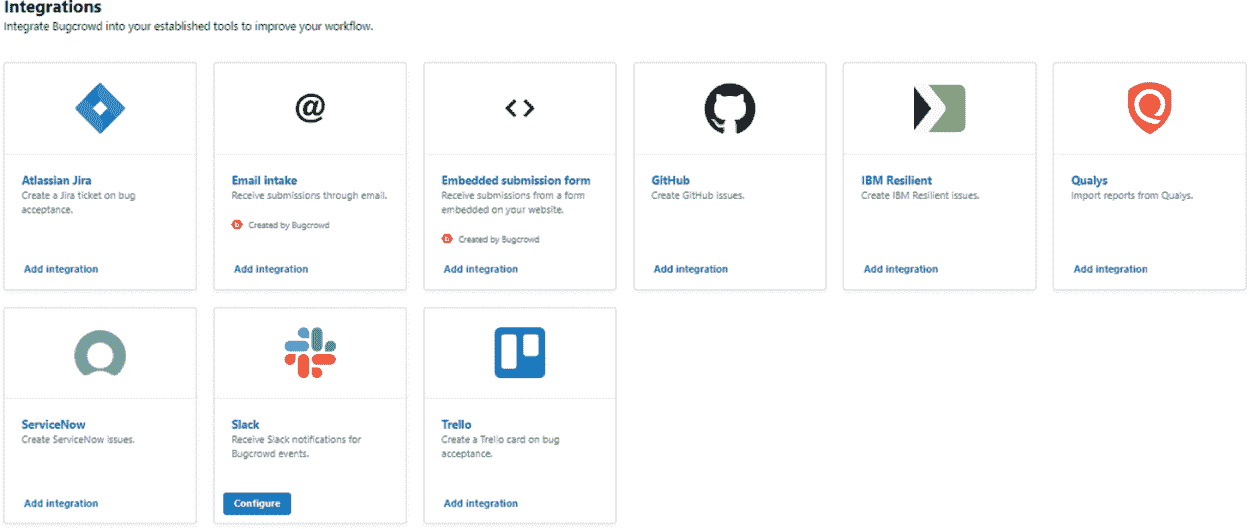 Integrations
Integrate Bugcrowd into your established tools to improve your workflow.
@
< >
Atlassian Jira
Create a Jira ticket on bug
acceptance.
Add integration
Email intake
Receive submissions through email.
Created by Bugcrowd
Add integration
Embedded submission form
Receive submissions from a form
embedded on your website.
Created by Bugcrowd
Add integration
GitHub
Create GitHub issues.
Add integration
IBM Resilient
Create IBM Resilient issues.
Add integration
Qualys
Import reports from Qualys.
Add integration
ServiceNow
Create ServiceNow issues.
Add integration
Slack
Receive Slack notifications for
Bugcrowd events.
Configure
Trello
Create a Trello card on bug
acceptance.
Add integration